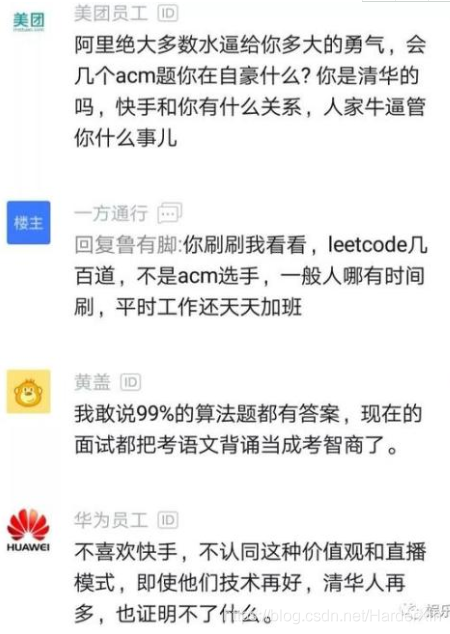 美团
meituan.com
美团员工 ID
阿里绝大多数水逼给你多大的勇气，会
几个acm题你在自豪什么？你是清华的
吗，快手和你有什么关系，人家牛逼管
你什么事儿
楼主
一方通行
回复鲁有脚:你刷刷我看看，leetcode几
百道，不是acm选手，一般人哪有时间
刷，平时工作还天天加班
黄盖 ID
我敢说99%的算法题都有答案，现在的
面试都把考语文背诵当成考智商了。
HUAWEI
华为员工 ID
不喜欢快手，不认同这种价值观和直播
模式，即使他们技术再好，清华人再
多，也证明不了什么。